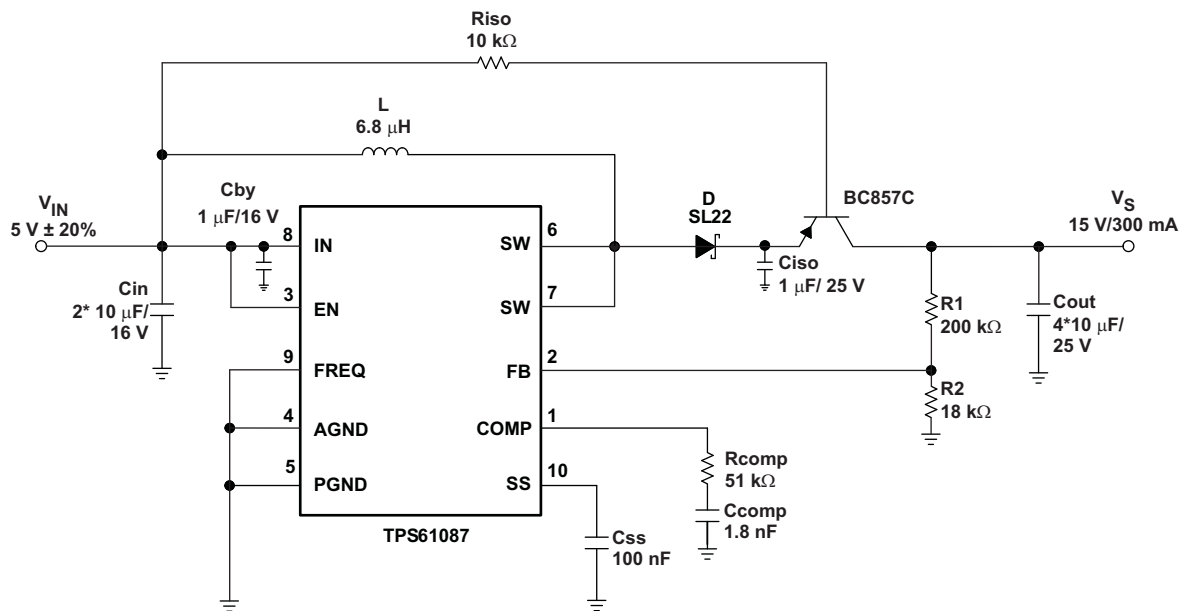 Riso
10 kΩ
L
6.8 μH
Cby
1 μF/16 V
VIN
5 V ± 20%
Cin
2* 10 μF/
16 V
D
SL22
BC857C
VS
15 V/300 mA
Ciso
1 μF/ 25 V
R1
200 kΩ
Cout
4*10 μF/
25 V
R2
18 kΩ
8
IN
3
EN
9
FREQ
4
AGND
5
PGND
SW
6
SW
7
FB
2
COMP
1
SS
10
TPS61087
Rcomp
51 kΩ
Ccomp
1.8 nF
Css
100 nF